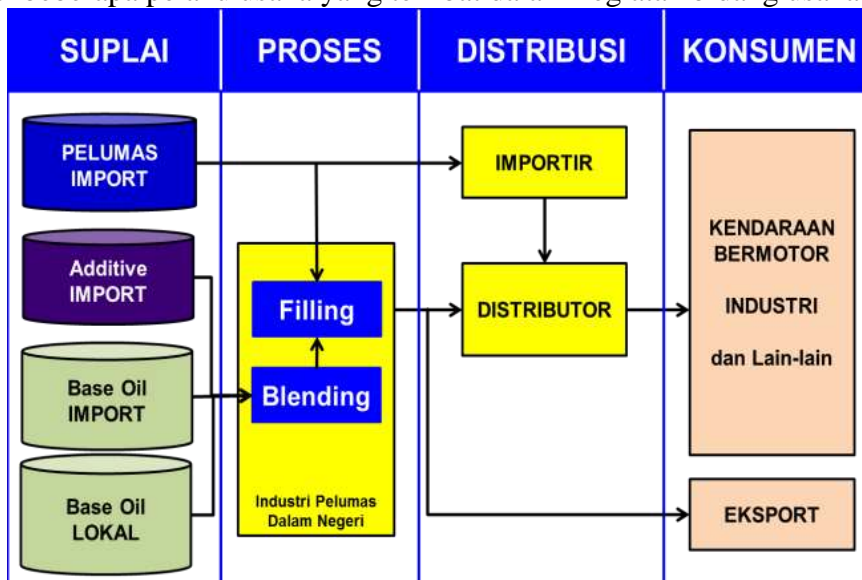 SUPLAI
PROSES
DISTRIBUSI
KONSUMEN
PELUMAS
IMPORT
Additive
IMPORT
Base Oil
IMPORT
Base Oil
LOKAL
Filling
Blending
Industri Pelumas
Dalam Negeri
IMPORTIR
DISTRIBUTOR
KENDARAAN
BERMOTOR
INDUSTRI
dan Lain-lain
EKSPORT